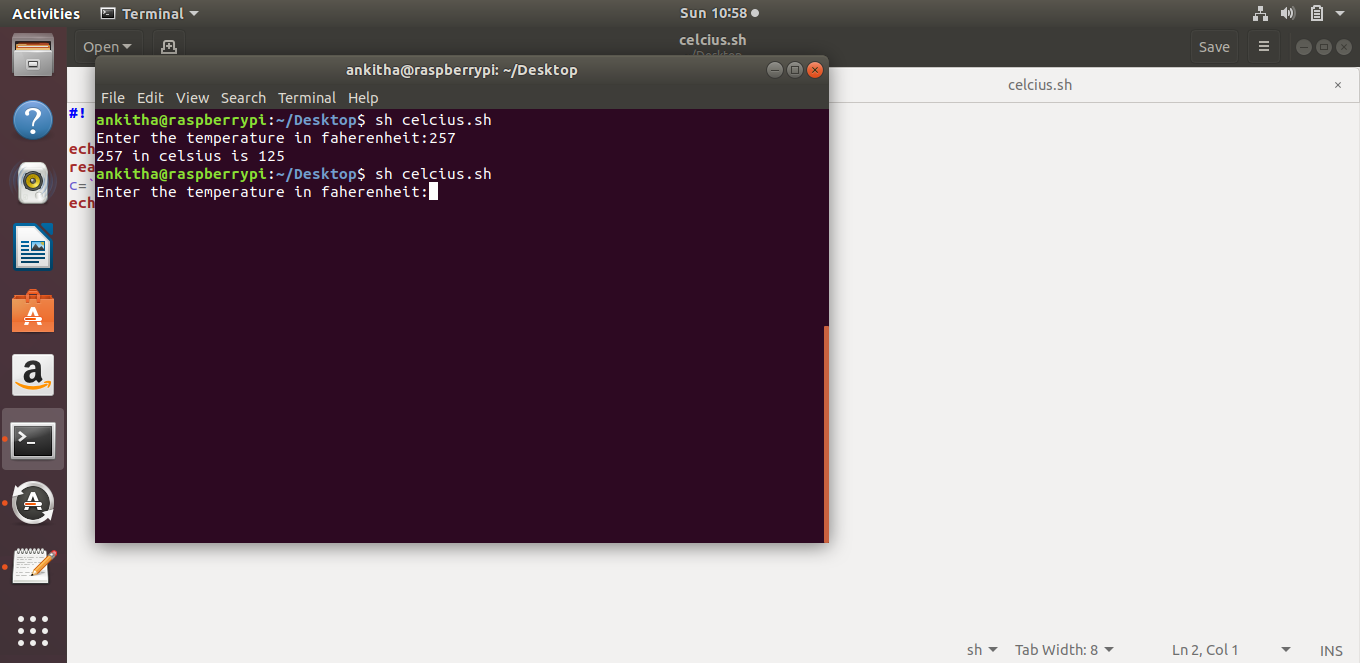 Activities Terminal Sun 10:58
Open celcius.sh Save
~/Desktop
ankitha@raspberrypi: ~/Desktop
celcius.sh ×
File Edit View Search Terminal Help
#!
ankitha@raspberrypi:~/Desktop$ sh celcius.sh
Enter the temperature in faherenheit:257
ech
257 in celsius is 125
rea
ankitha@raspberrypi:~/Desktop$ sh celcius.sh
c=`
Enter the temperature in faherenheit:
ech
sh Tab Width: 8 Ln 2, Col 1 INS